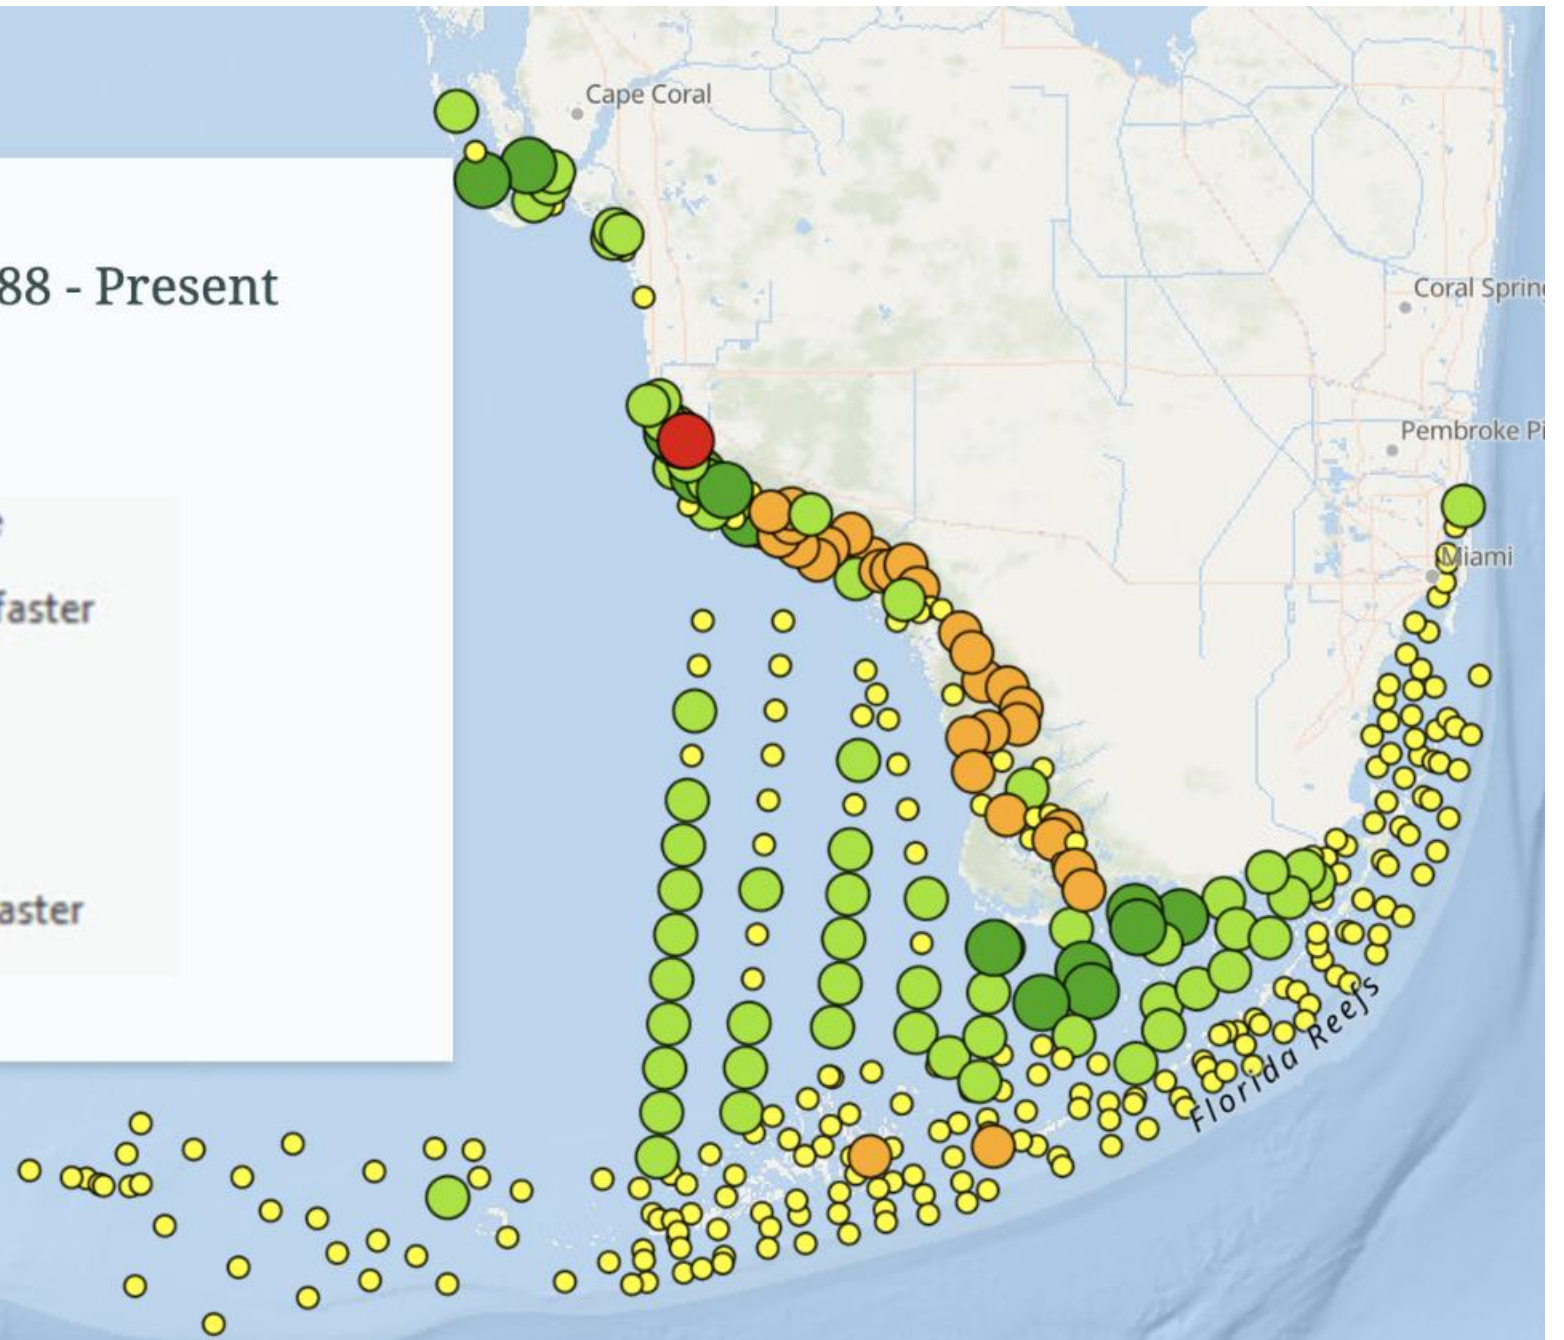 Cape Coral
88 - Present
Coral Spring
Pembroke Pi
Miami
faster
aster
Florida Reefs